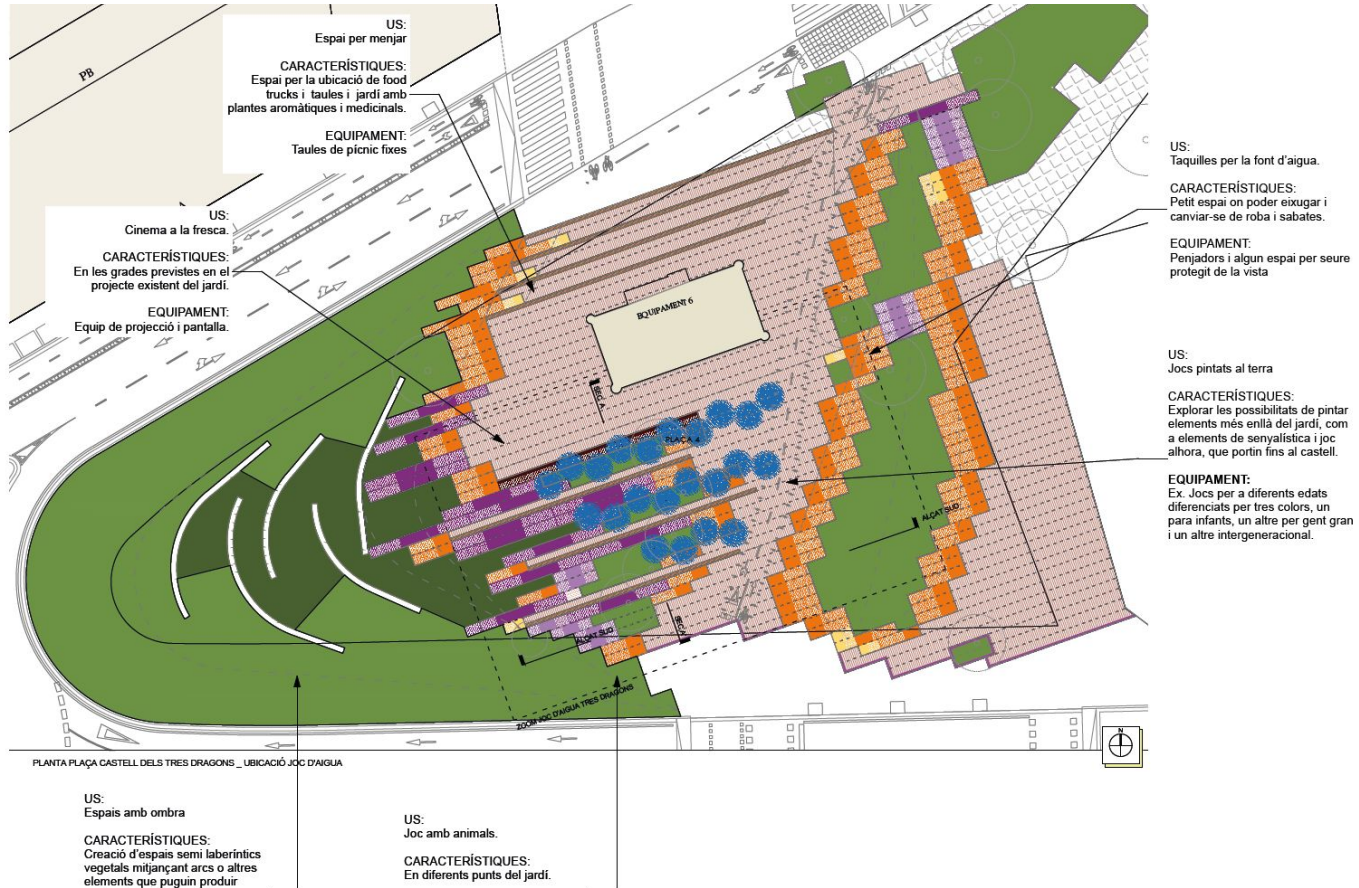 PB
US:
Espai per menjar
CARACTERÍSTIQUES:
Espai per la ubicació de food
trucks i taules i jardí amb
plantes aromàtiques i medicinals.
EQUIPAMENT:
Taules de pícnic fixes
US:
Cinema a la fresca.
CARACTERÍSTIQUES:
En les grades previstes en el
projecte existent del jardí.
EQUIPAMENT:
Equip de projecció i pantalla.
US:
Taquilles per la font d'aigua.
CARACTERÍSTIQUES:
Petit espai on poder eixugar i
canviar-se de roba i sabates.
EQUIPAMENT:
Penjadors i algun espai per seure
protegit de la vista
US:
Jocs pintats al terra
CARACTERÍSTIQUES:
Explorar les possibilitats de pintar
elements més enllà del jardí, com
a elements de senyalística i joc
alhora, que portin fins al castell.
EQUIPAMENT:
Ex. Jocs per a diferents edats
diferenciats per tres colors, un
para infants, un altre per gent gran
i un altre intergeneracional.
EQUIPAMENT 6
SEC A
PLAÇA 4
ALÇAT SUD
ALÇAT SUD
SEC A
ZOOM JOC D'AIGUA TRES DRAGONS
N
PLANTA PLAÇA CASTELL DELS TRES DRAGONS _ UBICACIÓ JOC D'AIGUA
US:
Espais amb ombra
CARACTERÍSTIQUES:
Creació d'espais semi laberíntics
vegetals mitjançant arcs o altres
elements que puguin produir
US:
Joc amb animals.
CARACTERÍSTIQUES:
En diferents punts del jardí.